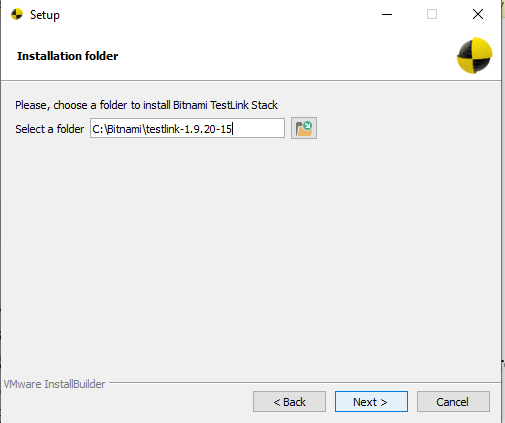 Setup
Installation folder
Please, choose a folder to install Bitnami TestLink Stack
Select a folder C:\Bitnami\testlink-1.9.20-15
VMware InstallBuilder
< Back Next > Cancel